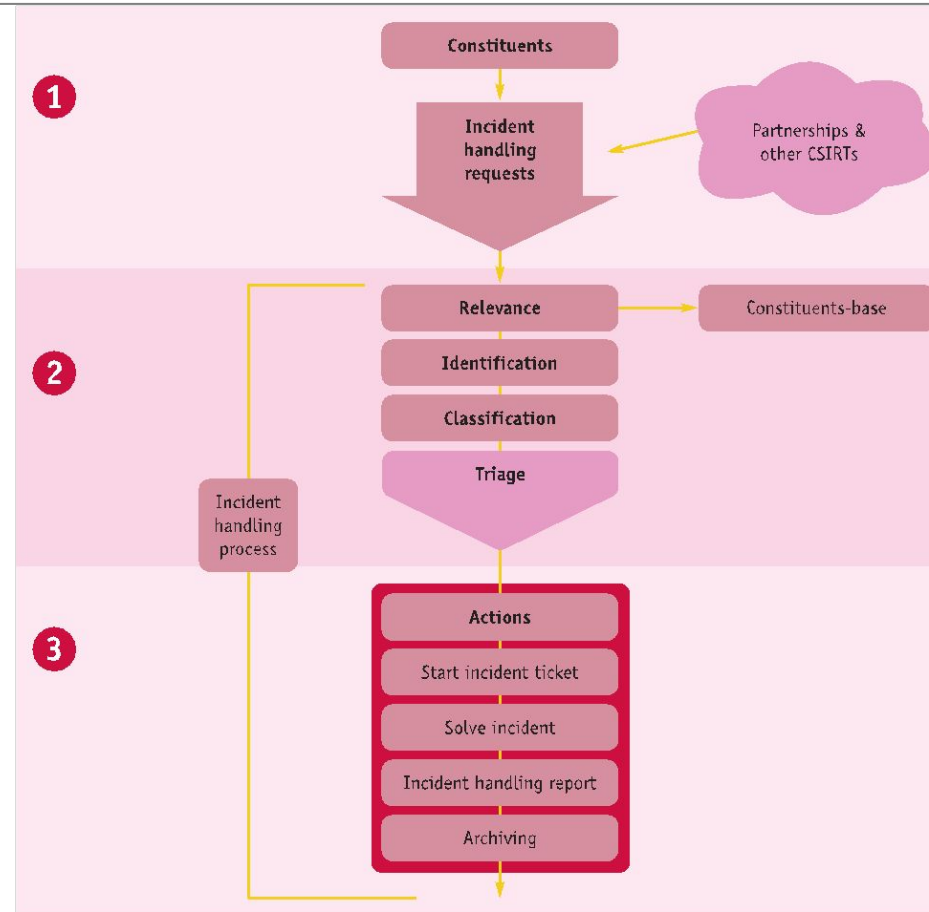 1
Constituents
Incident
handling
requests
Partnerships &
other CSIRTs
2
Relevance
Constituents-base
Identification
Classification
Triage
Incident
handling
process
3
Actions
Start incident ticket
Solve incident
Incident handling report
Archiving